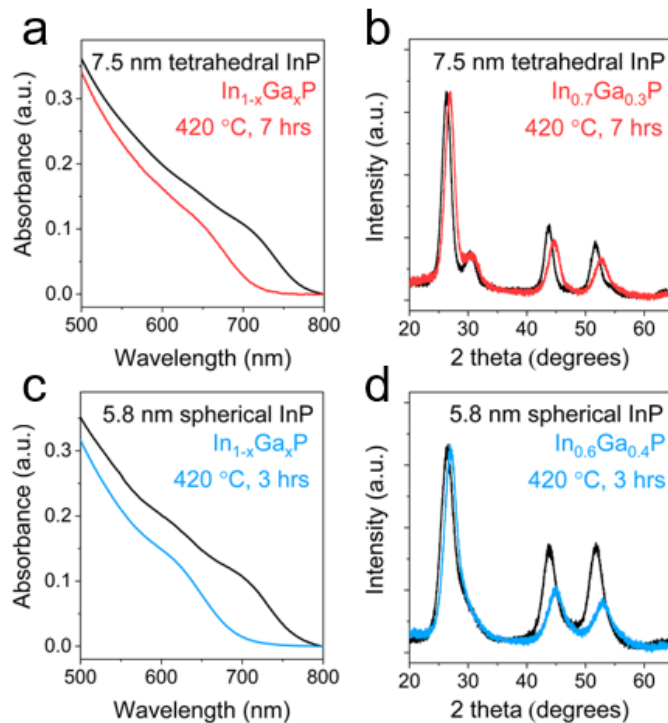 a
7.5 nm tetrahedral InP
In₁₋ₓGaₓP
420 °C, 7 hrs
Absorbance (a.u.)
0.3
0.2
0.1
0.0
500 600 700 800
Wavelength (nm)
b
7.5 nm tetrahedral InP
In₀.₇Ga₀.₃P
420 °C, 7 hrs
Intensity (a.u.)
20 30 40 50 60
2 theta (degrees)
c
5.8 nm spherical InP
In₁₋ₓGaₓP
420 °C, 3 hrs
Absorbance (a.u.)
0.3
0.2
0.1
0.0
500 600 700 800
Wavelength (nm)
d
5.8 nm spherical InP
In₀.₆Ga₀.₄P
420 °C, 3 hrs
Intensity (a.u.)
20 30 40 50 60
2 theta (degrees)